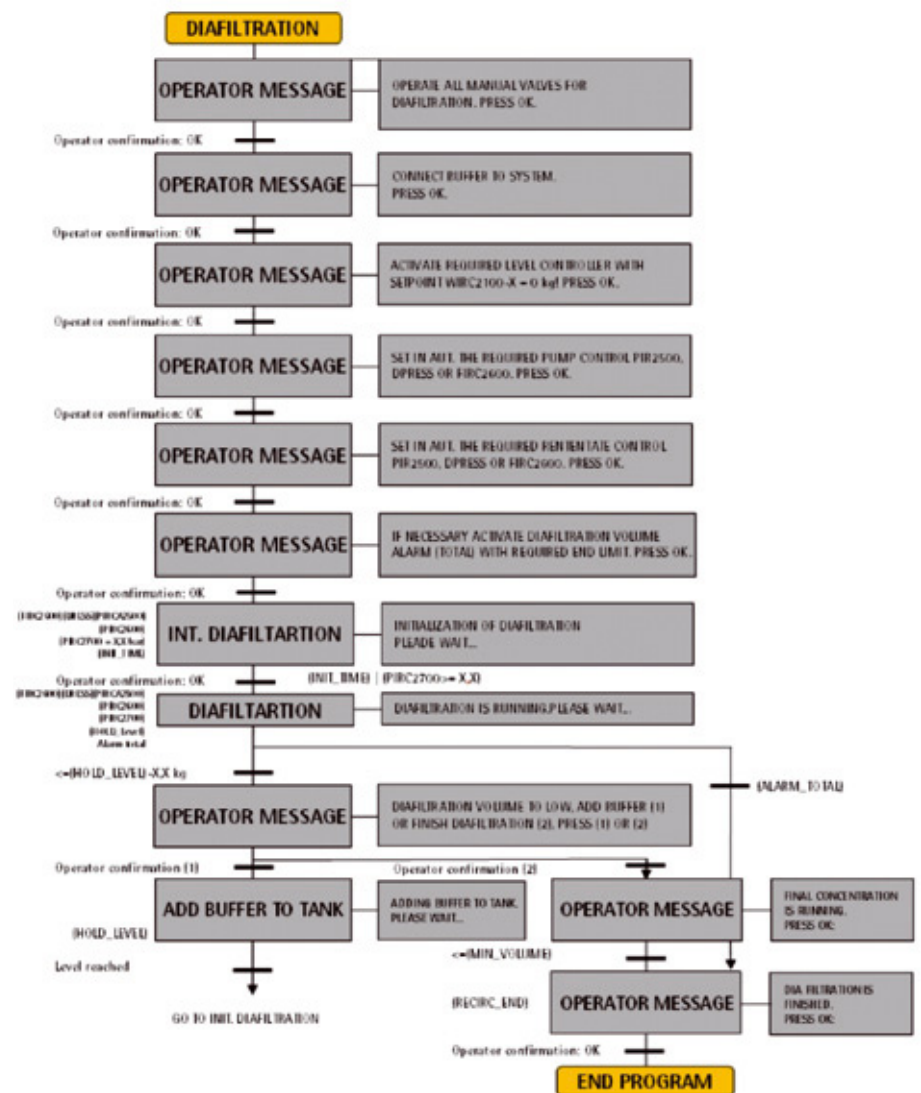 DIAFILTRATION
OPERATOR MESSAGE
OPERATE ALL MANUAL VALVES FOR
DIAFILTRATION. PRESS OK.
Operator confirmation: OK
OPERATOR MESSAGE
CONNECT BUFFER TO SYSTEM.
PRESS OK.
Operator confirmation: OK
OPERATOR MESSAGE
ACTIVATE REQUIRED LEVEL CONTROLLER WITH
SETPOINT WIRC2100-X = 0 kg! PRESS OK.
Operator confirmation: OK
OPERATOR MESSAGE
SET IN AUT. THE REQUIRED PUMP CONTROL PIR2500,
DPRESS OR FIRC2600. PRESS OK.
Operator confirmation: OK
OPERATOR MESSAGE
SET IN AUT. THE REQUIRED RENTENTATE CONTROL
PIR2500, DPRESS OR FIRC2600. PRESS OK.
Operator confirmation: OK
OPERATOR MESSAGE
IF NECESSARY ACTIVATE DIAFILTRATION VOLUME
ALARM (TOTAL) WITH REQUIRED END LIMIT. PRESS OK.
Operator confirmation: OK
(PIRC2600)
(PIRC2700 = X,X bar)
(INIT_TIME)
INT. DIAFILTARTION
INITIALIZATION OF DIAFILTRATION
PLEADE WAIT...
Operator confirmation: OK
(INIT_TIME) | (PIRC2700>= X,X)
(PIRC2600)
(PIRC2700)
(HOLD_Level)
Alarm total
DIAFILTARTION
DIAFILTRATION IS RUNNING.PLEASE WAIT...
<=(HOLD_LEVEL)-X,X kg
(ALARM_TOTAL)
OPERATOR MESSAGE
DIAFILTRATION VOLUME TO LOW, ADD BUFFER (1)
OR FINISH DIAFILTRATION (2). PRESS (1) OR (2)
Operator confirmation (1)
Operator confirmation (2)
ADD BUFFER TO TANK
ADDING BUFFER TO TANK.
PLEASE WAIT...
(HOLD_LEVEL)
OPERATOR MESSAGE
FINAL CONCENTRATION
IS RUNNING.
PRESS OK:
Level reached
<=(MIN_VOLUME)
GO TO INIT. DIAFILTRATION
(RECIRC_END)
OPERATOR MESSAGE
DIA FILTRATION IS
FINISHED.
PRESS OK:
Operator confirmation: OK
END PROGRAM